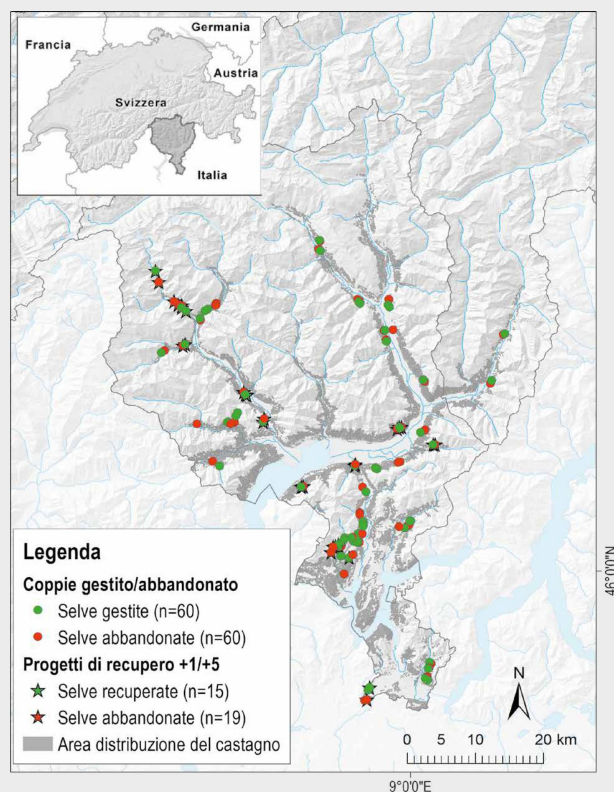 Germania
Francia
Austria
Svizzera
Italia
Legenda
Coppie gestito/abbandonato
Selve gestite (n=60)
Selve abbandonate (n=60)
Progetti di recupero +1/+5
Selve recuperate (n=15)
Selve abbandonate (n=19)
Area distribuzione del castagno
N
0 5 10 20 km
46°0'0"N
9°0'0"E